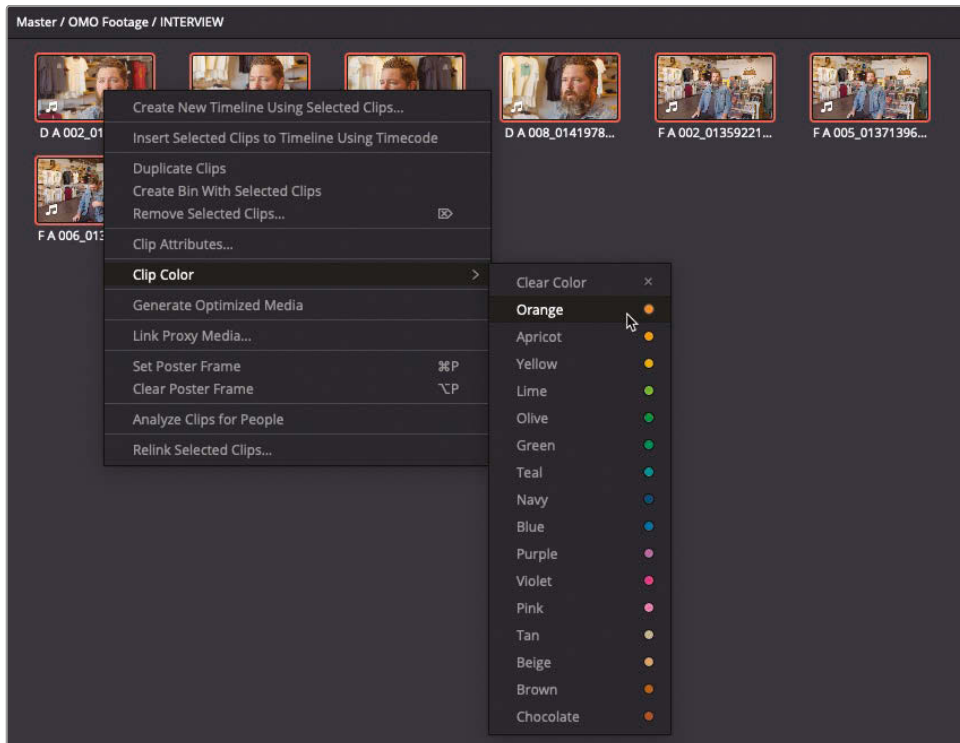 Master / OMO Footage / INTERVIEW
D A 002_01
D A 008_0141978...
F A 002_01359221...
F A 005_01371396...
F A 006_013
Create New Timeline Using Selected Clips...
Insert Selected Clips to Timeline Using Timecode
Duplicate Clips
Create Bin With Selected Clips
Remove Selected Clips...
Clip Attributes...
Clip Color >
Generate Optimized Media
Link Proxy Media...
Set Poster Frame ⌘P
Clear Poster Frame ⌥P
Analyze Clips for People
Relink Selected Clips...
Clear Color ×
Orange
Apricot
Yellow
Lime
Olive
Green
Teal
Navy
Blue
Purple
Violet
Pink
Tan
Beige
Brown
Chocolate